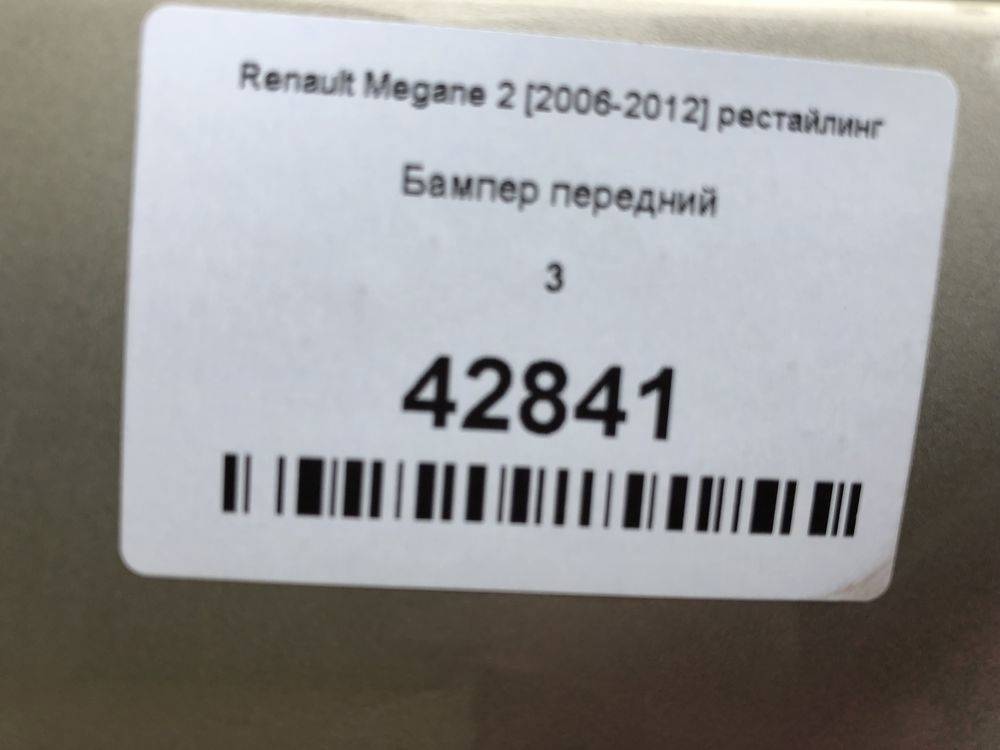 Renault Megane 2 [2006-2012] рестайлинг
Бампер передний
3
42841